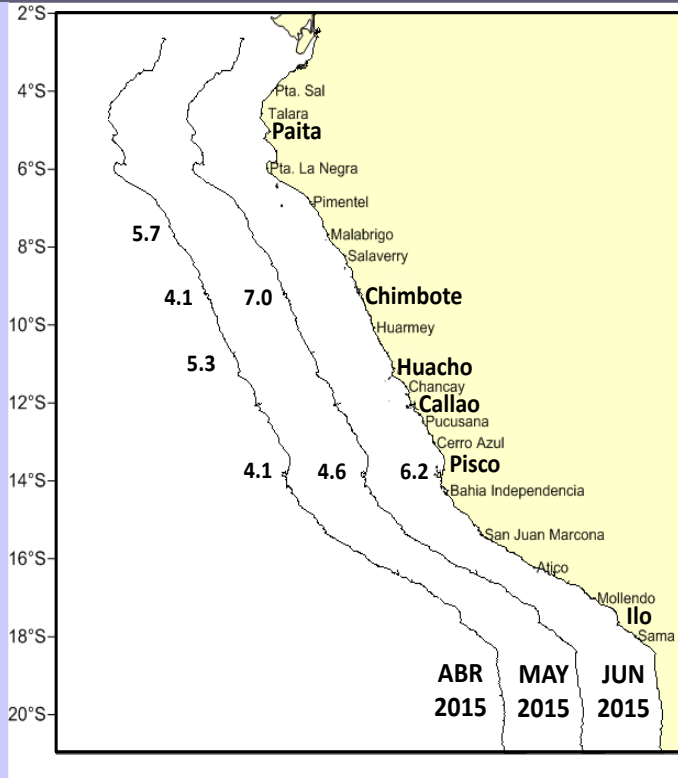 2°S
4°S
Pta. Sal
Talara
Paita
6°S
Pta. La Negra
Pimentel
5.7
Malabrigo
8°S
Salaverry
4.1
7.0
Chimbote
10°S
Huarmey
5.3
Huacho
Chancay
12°S
Callao
Pucusana
Cerro Azul
4.1
4.6
6.2
Pisco
14°S
Bahia Independencia
San Juan Marcona
16°S
Atico
Mollendo
Ilo
18°S
Sama
ABR
2015
MAY
2015
JUN
2015
20°S